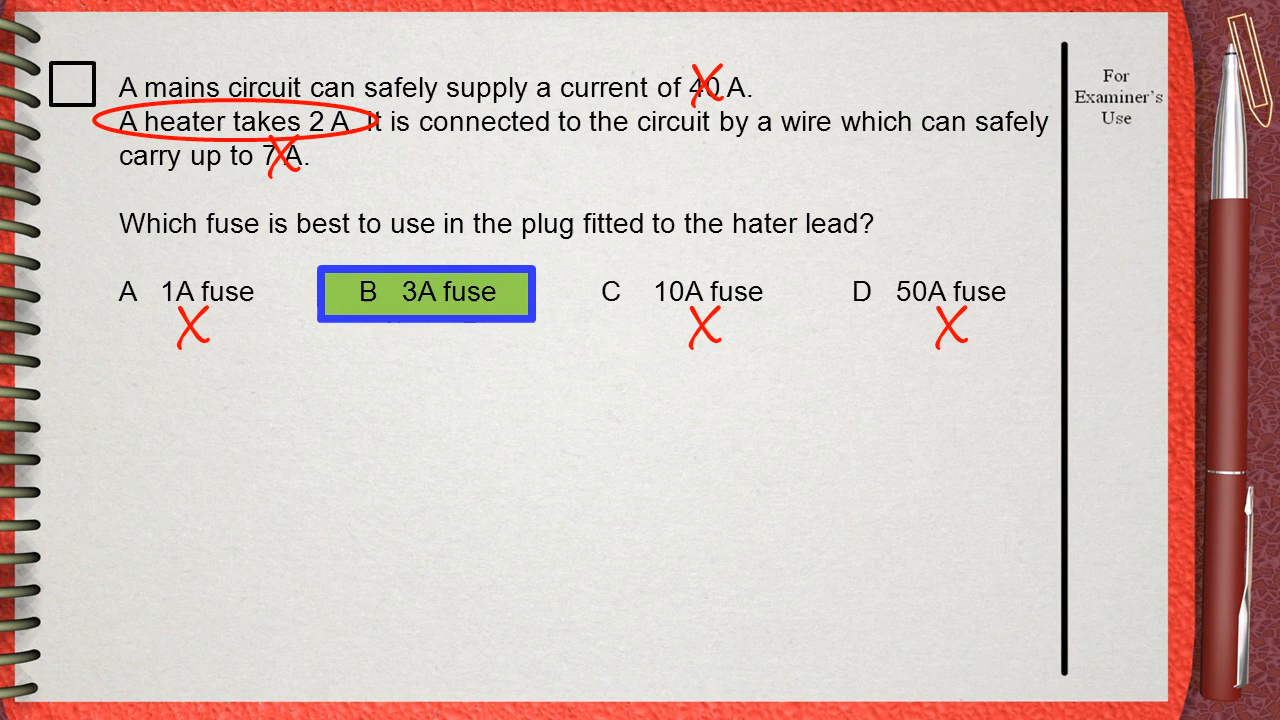 A mains circuit can safely supply a current of 40 A.
A heater takes 2 A. It is connected to the circuit by a wire which can safely
carry up to 7 A.
Which fuse is best to use in the plug fitted to the hater lead?
A 1A fuse B 3A fuse C 10A fuse D 50A fuse
For
Examiner's
Use